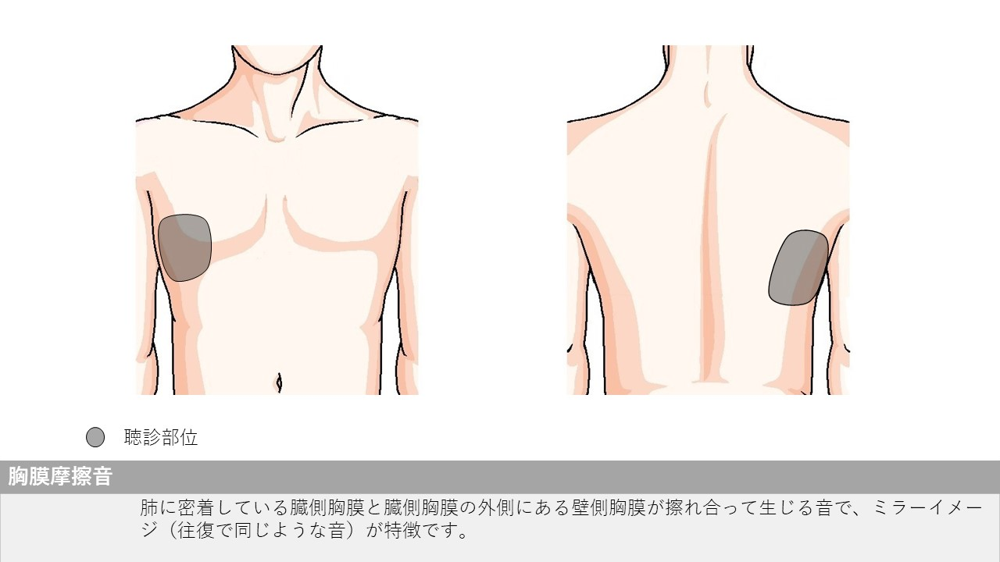 聴診部位
胸膜摩擦音
肺に密着している臓側胸膜と臓側胸膜の外側にある壁側胸膜が擦れ合って生じる音で、ミラーイメー
ジ（往復で同じような音）が特徴です。